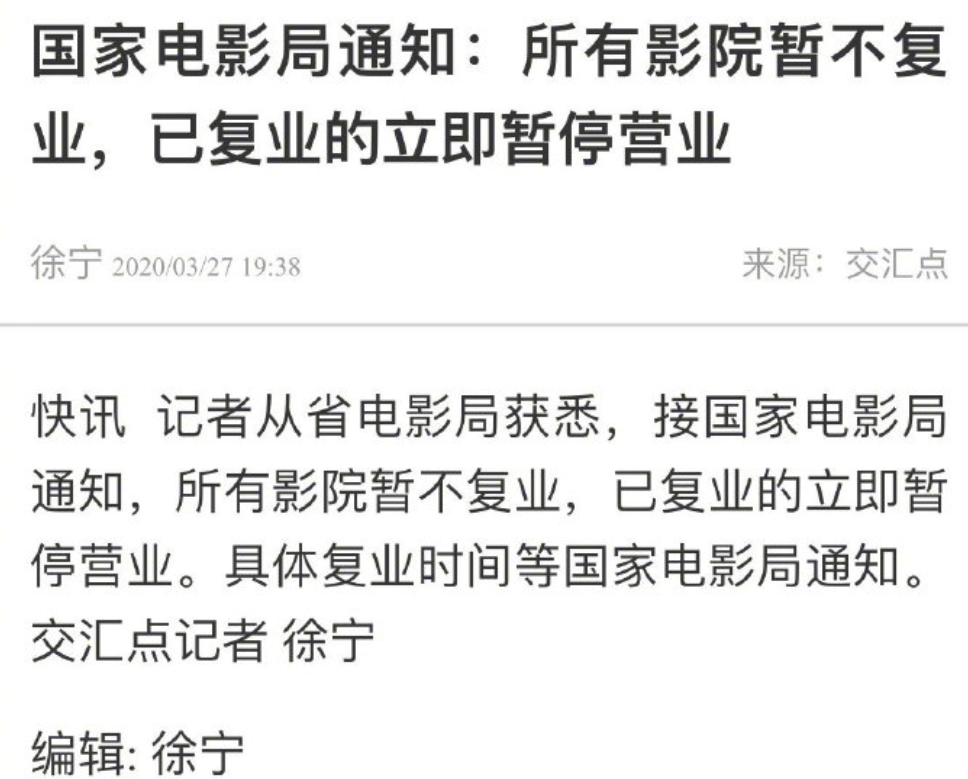 国家电影局通知：所有影院暂不复
业，已复业的立即暂停营业
徐宁 2020/03/27 19:38 来源：交汇点
快讯 记者从省电影局获悉，接国家电影局
通知，所有影院暂不复业，已复业的立即暂
停营业。具体复业时间等国家电影局通知。
交汇点记者 徐宁
编辑: 徐宁